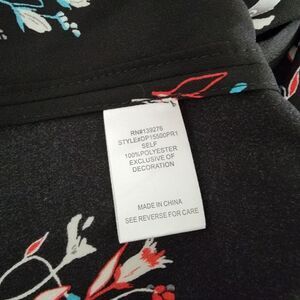 RN#139276
STYLE#DP15500PR1
SELF
100%POLYESTER
EXCLUSIVE OF
DECORATION
MADE IN CHINA
SEE REVERSE FOR CARE